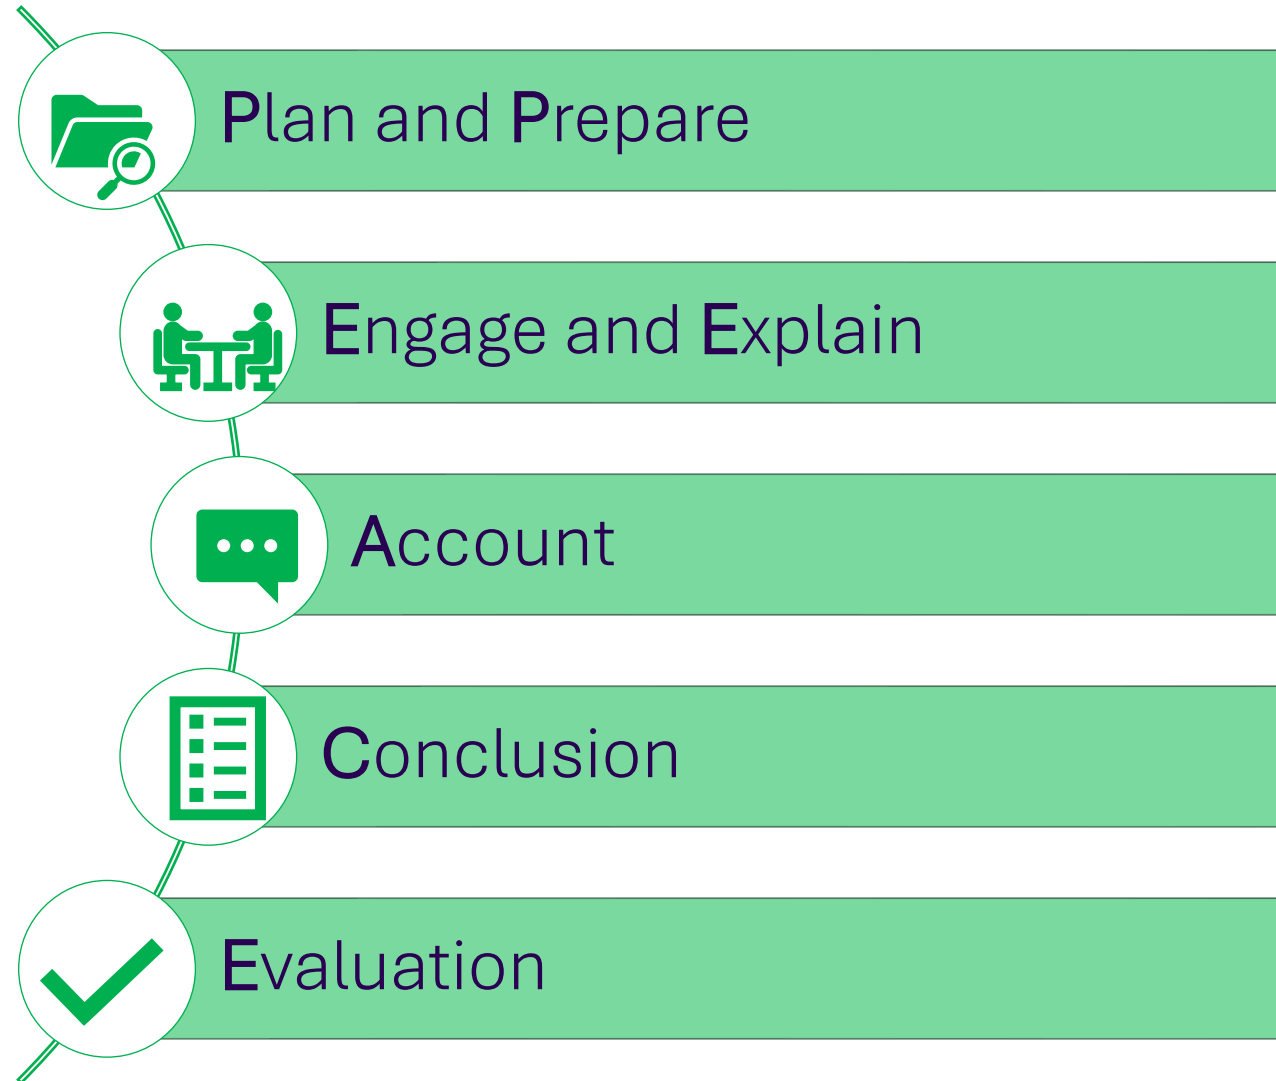 Plan and Prepare
Engage and Explain
Account
Conclusion
Evaluation